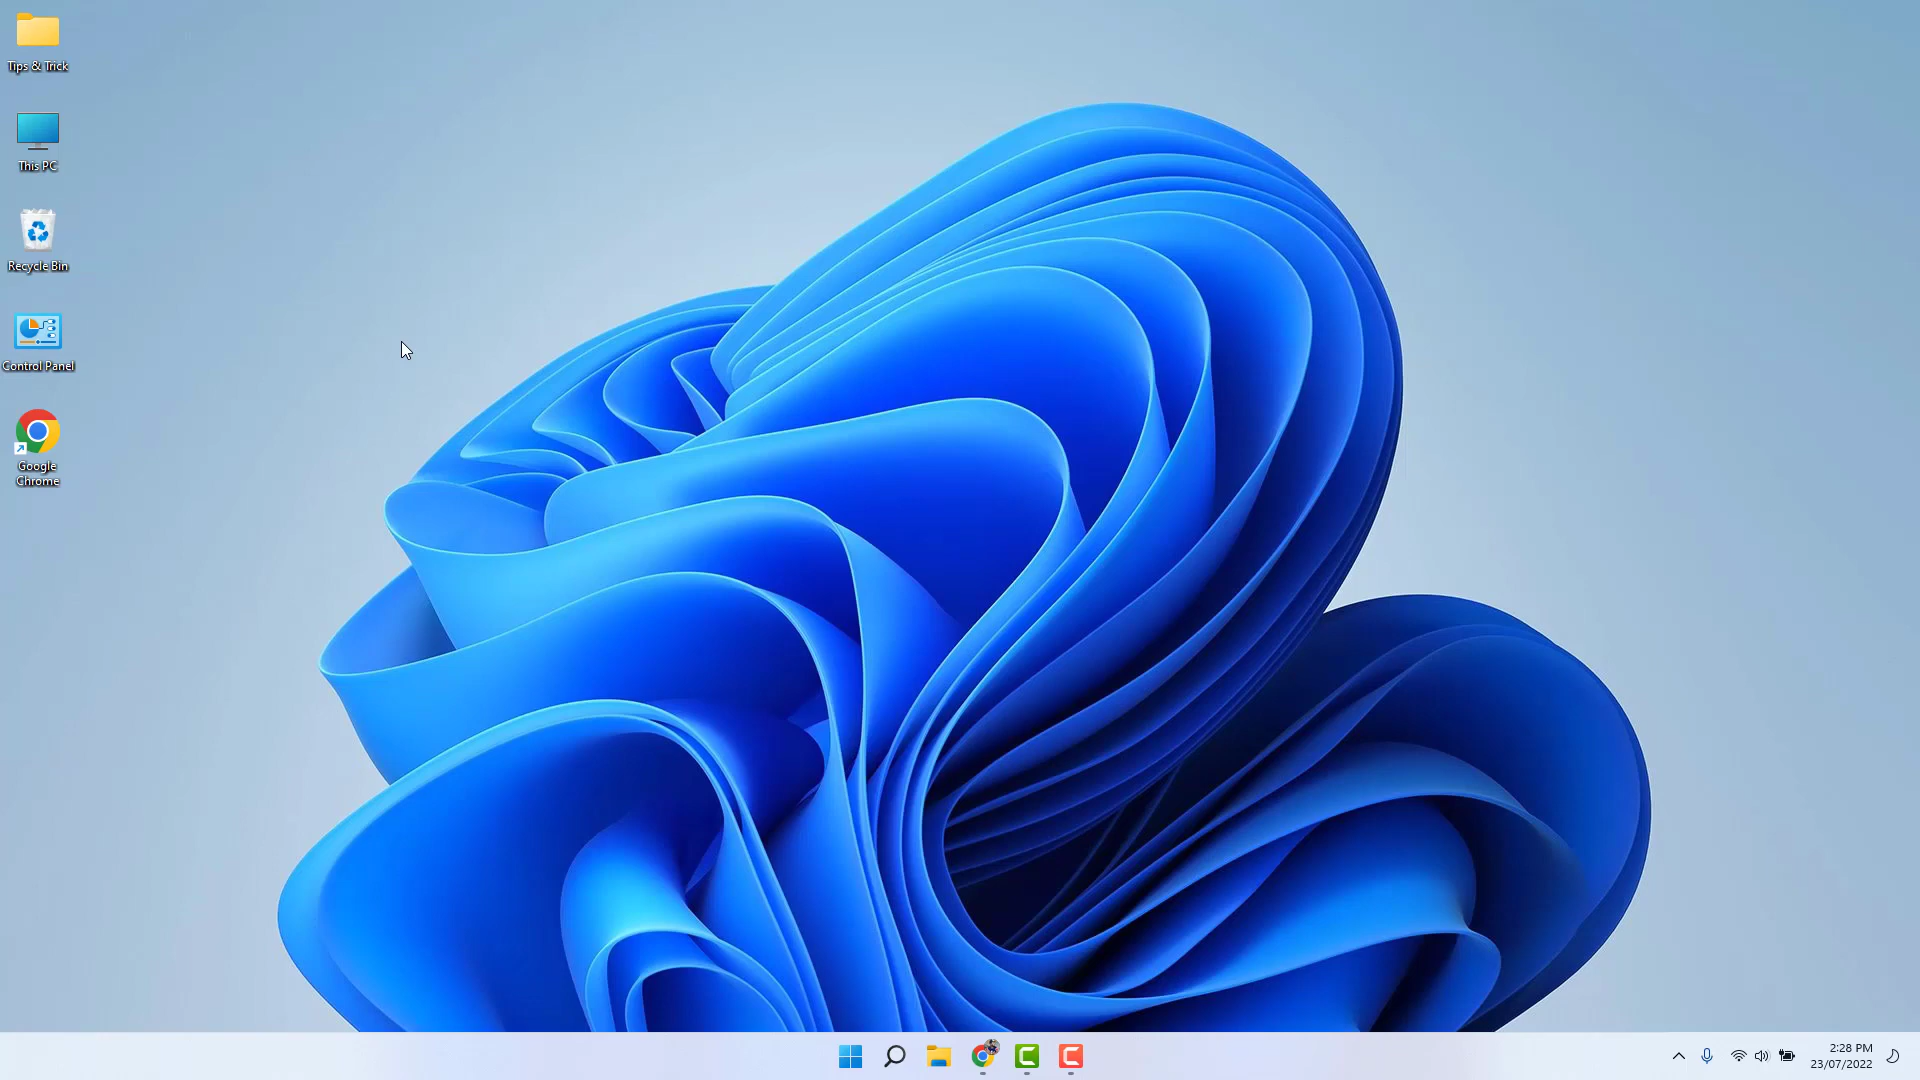 Tips & Trick
This PC
Recycle Bin
Control Panel
Google
Chrome
2:28 PM
23/07/2022